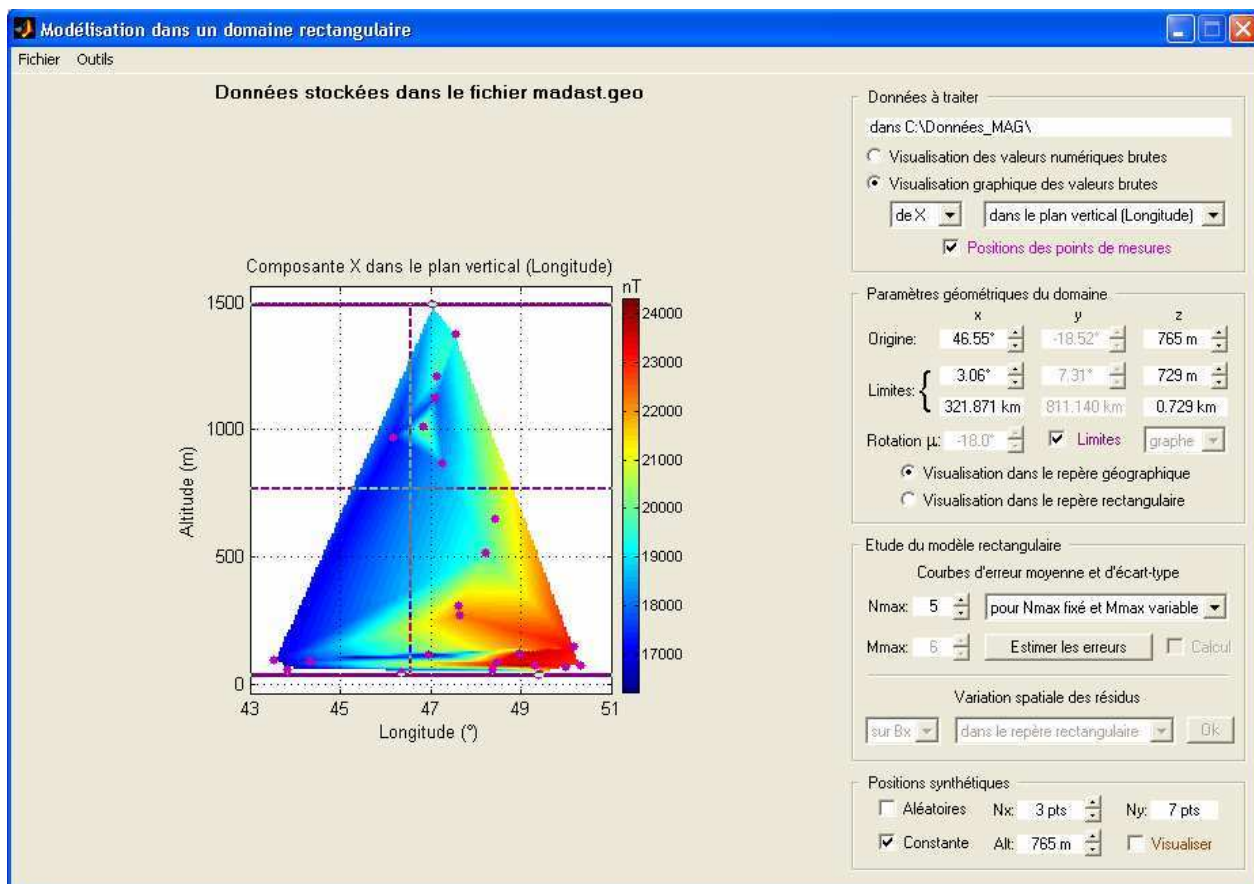 Modélisation dans un domaine rectangulaire
Fichier Outils
Données stockées dans le fichier madast.geo
Composante X dans le plan vertical (Longitude)
nT
1500
1000
500
0
Altitude (m)
43 45 47 49 51
Longitude (°)
24000
23000
22000
21000
20000
19000
18000
17000
Données à traiter
dans C:\Données_MAG\
Visualisation des valeurs numériques brutes
Visualisation graphique des valeurs brutes
de X dans le plan vertical (Longitude)
Positions des points de mesures
Paramètres géométriques du domaine
x y z
Origine: 46.55° -18.52° 765 m
Limites: { 3.06° 7.31° 729 m
321.871 km 811.140 km 0.729 km
Rotation µ: -18.0° Limites graphe
Visualisation dans le repère géographique
Visualisation dans le repère rectangulaire
Etude du modèle rectangulaire
Courbes d'erreur moyenne et d'écart-type
Nmax: 5 pour Nmax fixé et Mmax variable
Mmax: 6 Estimer les erreurs Calcul
Variation spatiale des résidus
sur Bx dans le repère rectangulaire Ok
Positions synthétiques
Aléatoires Nx: 3 pts Ny: 7 pts
Constante Alt: 765 m Visualiser